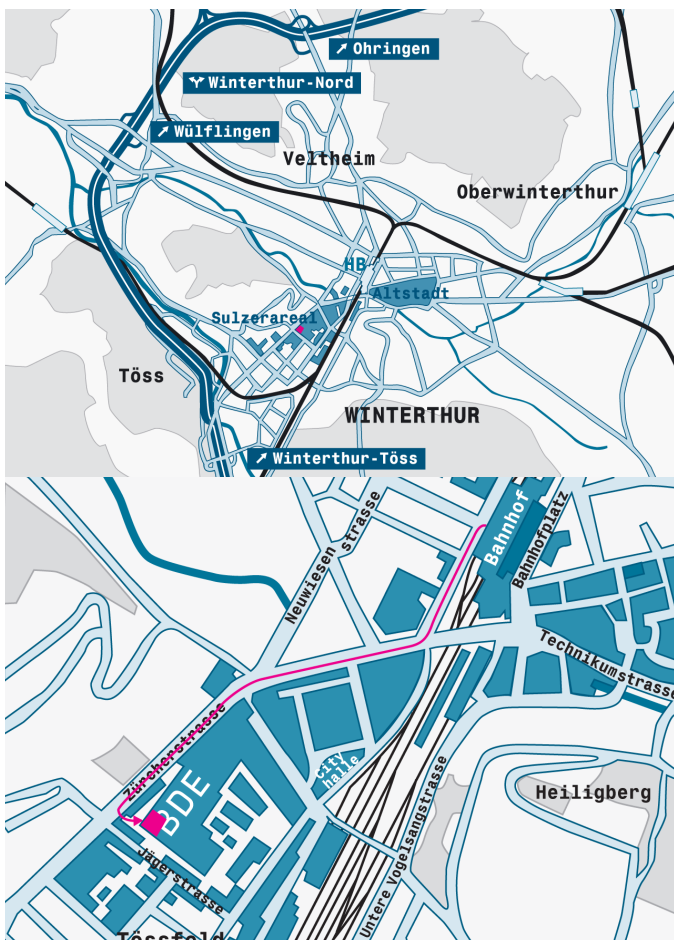 Ohringen
Winterthur-Nord
Wülflingen
Veltheim
Oberwinterthur
HB
Altstadt
Sulzerareal
Töss
WINTERTHUR
Winterthur-Töss
Neuwiesen
strasse
Bahnhof
Bahnhofplatz
Technikumstrasse
Zürcherstrasse
City
halle
BDE
Heiligberg
Jägerstrasse
Untere Vogelsangstrasse
Tössfeld